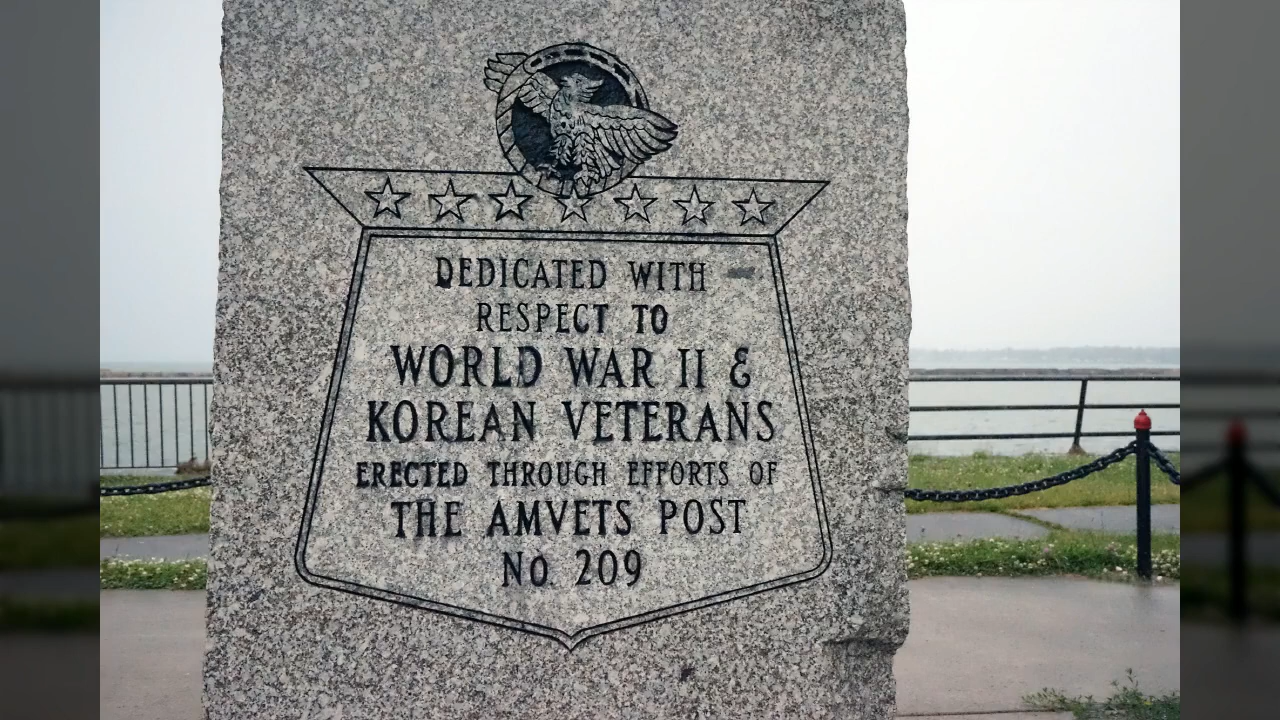 DEDICATED WITH
RESPECT TO
WORLD WAR II &
KOREAN VETERANS
ERECTED THROUGH EFFORTS OF
THE AMVETS POST
NO. 209